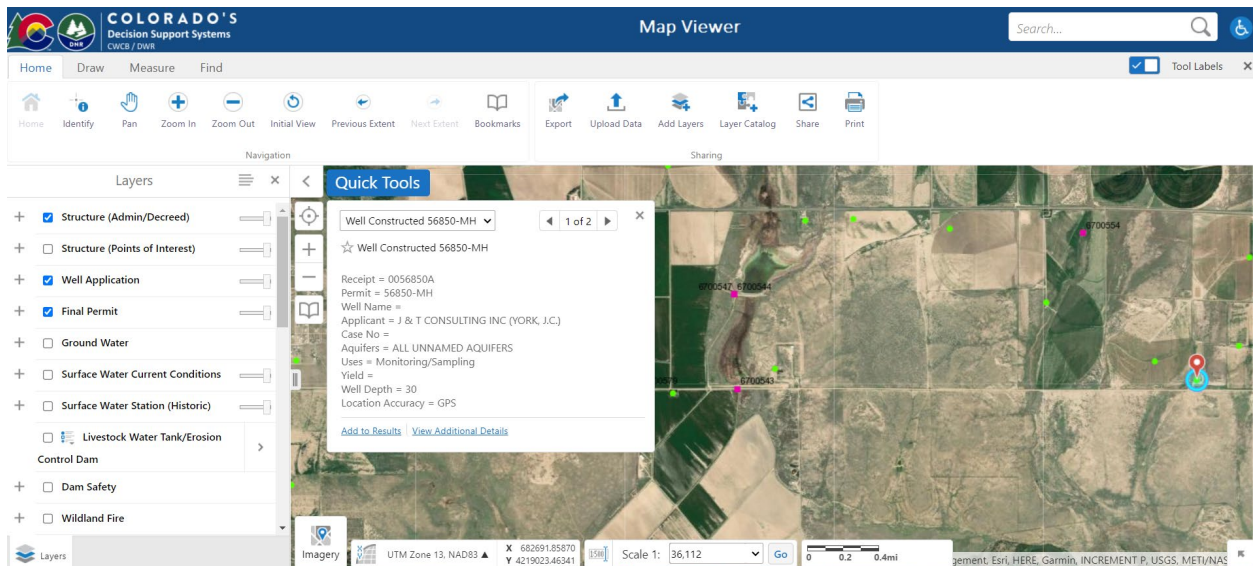 COLORADO'S
Decision Support Systems
CWCB / DWR
DNR
Map Viewer
Search...
Home Draw Measure Find
Tool Labels
Home Identify Pan Zoom In Zoom Out Initial View Previous Extent Next Extent Bookmarks Export Upload Data Add Layers Layer Catalog Share Print
Navigation Sharing
Layers
Structure (Admin/Decreed)
Structure (Points of Interest)
Well Application
Final Permit
Ground Water
Surface Water Current Conditions
Surface Water Station (Historic)
Livestock Water Tank/Erosion
Control Dam
Dam Safety
Wildland Fire
Layers
Quick Tools
Well Constructed 56850-MH 1 of 2
Well Constructed 56850-MH
Receipt = 0056850A
Permit = 56850-MH
Well Name =
Applicant = J & T CONSULTING INC (YORK, J.C.)
Case No =
Aquifers = ALL UNNAMED AQUIFERS
Uses = Monitoring/Sampling
Yield =
Well Depth = 30
Location Accuracy = GPS
Add to Results View Additional Details
6700554
6700547 6700544
6700543
Imagery
UTM Zone 13, NAD83
X 682691.85870
Y 4219023.46341
Scale 1: 36,112 Go
0 0.2 0.4mi
gement, Esri, HERE, Garmin, INCREMENT P, USGS, METI/NAS